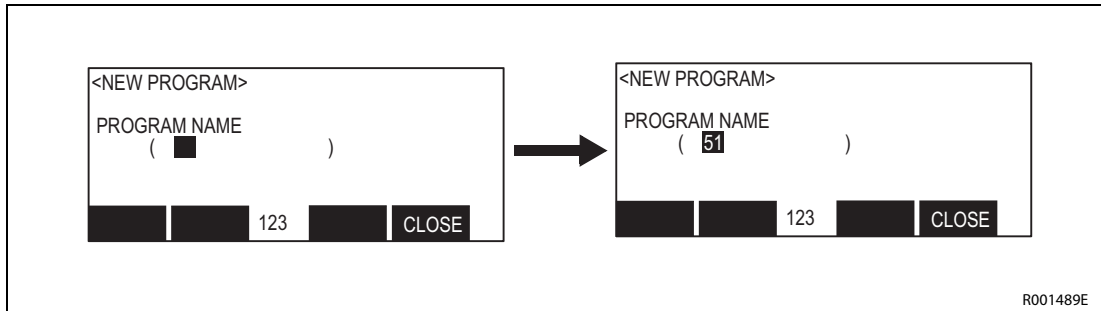 <NEW PROGRAM>
PROGRAM NAME
( )
123 CLOSE
<NEW PROGRAM>
PROGRAM NAME
( 51 )
123 CLOSE
R001489E